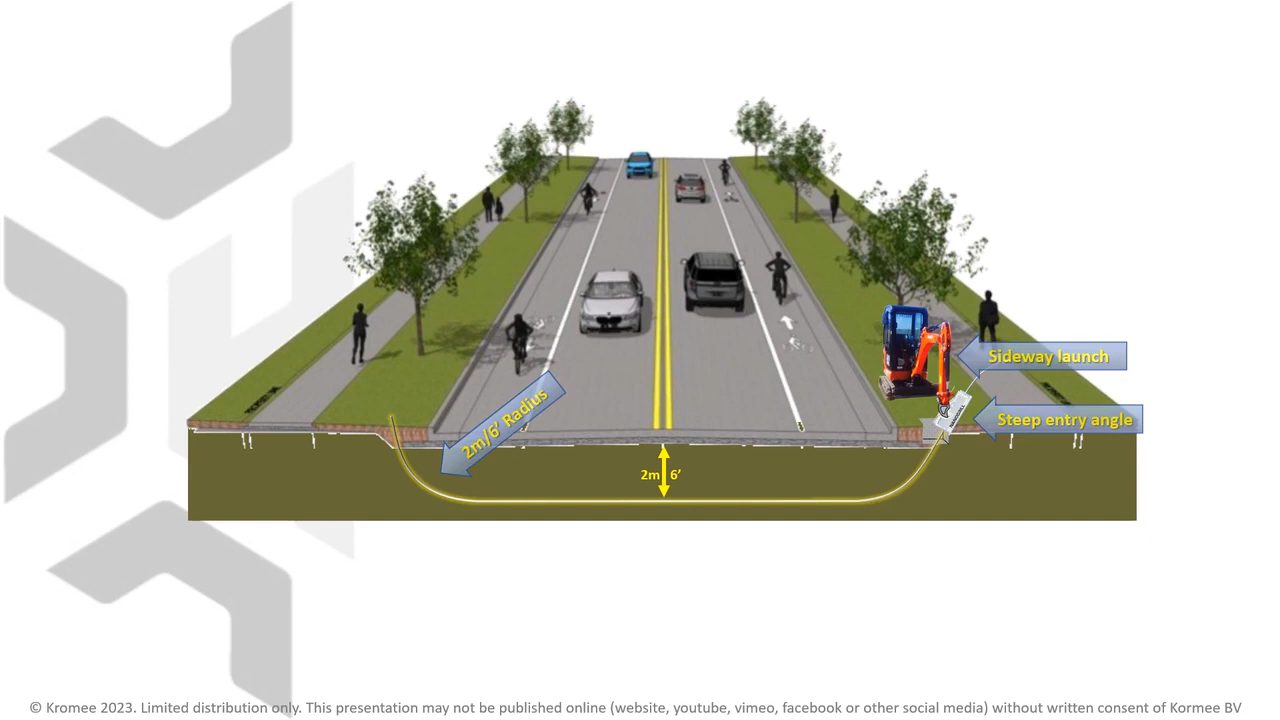 Sideway launch
Steep entry angle
2m/6' Radius
2m 6'
© Kromee 2023. Limited distribution only. This presentation may not be published online (website, youtube, vimeo, facebook or other social media) without written consent of Kormee BV